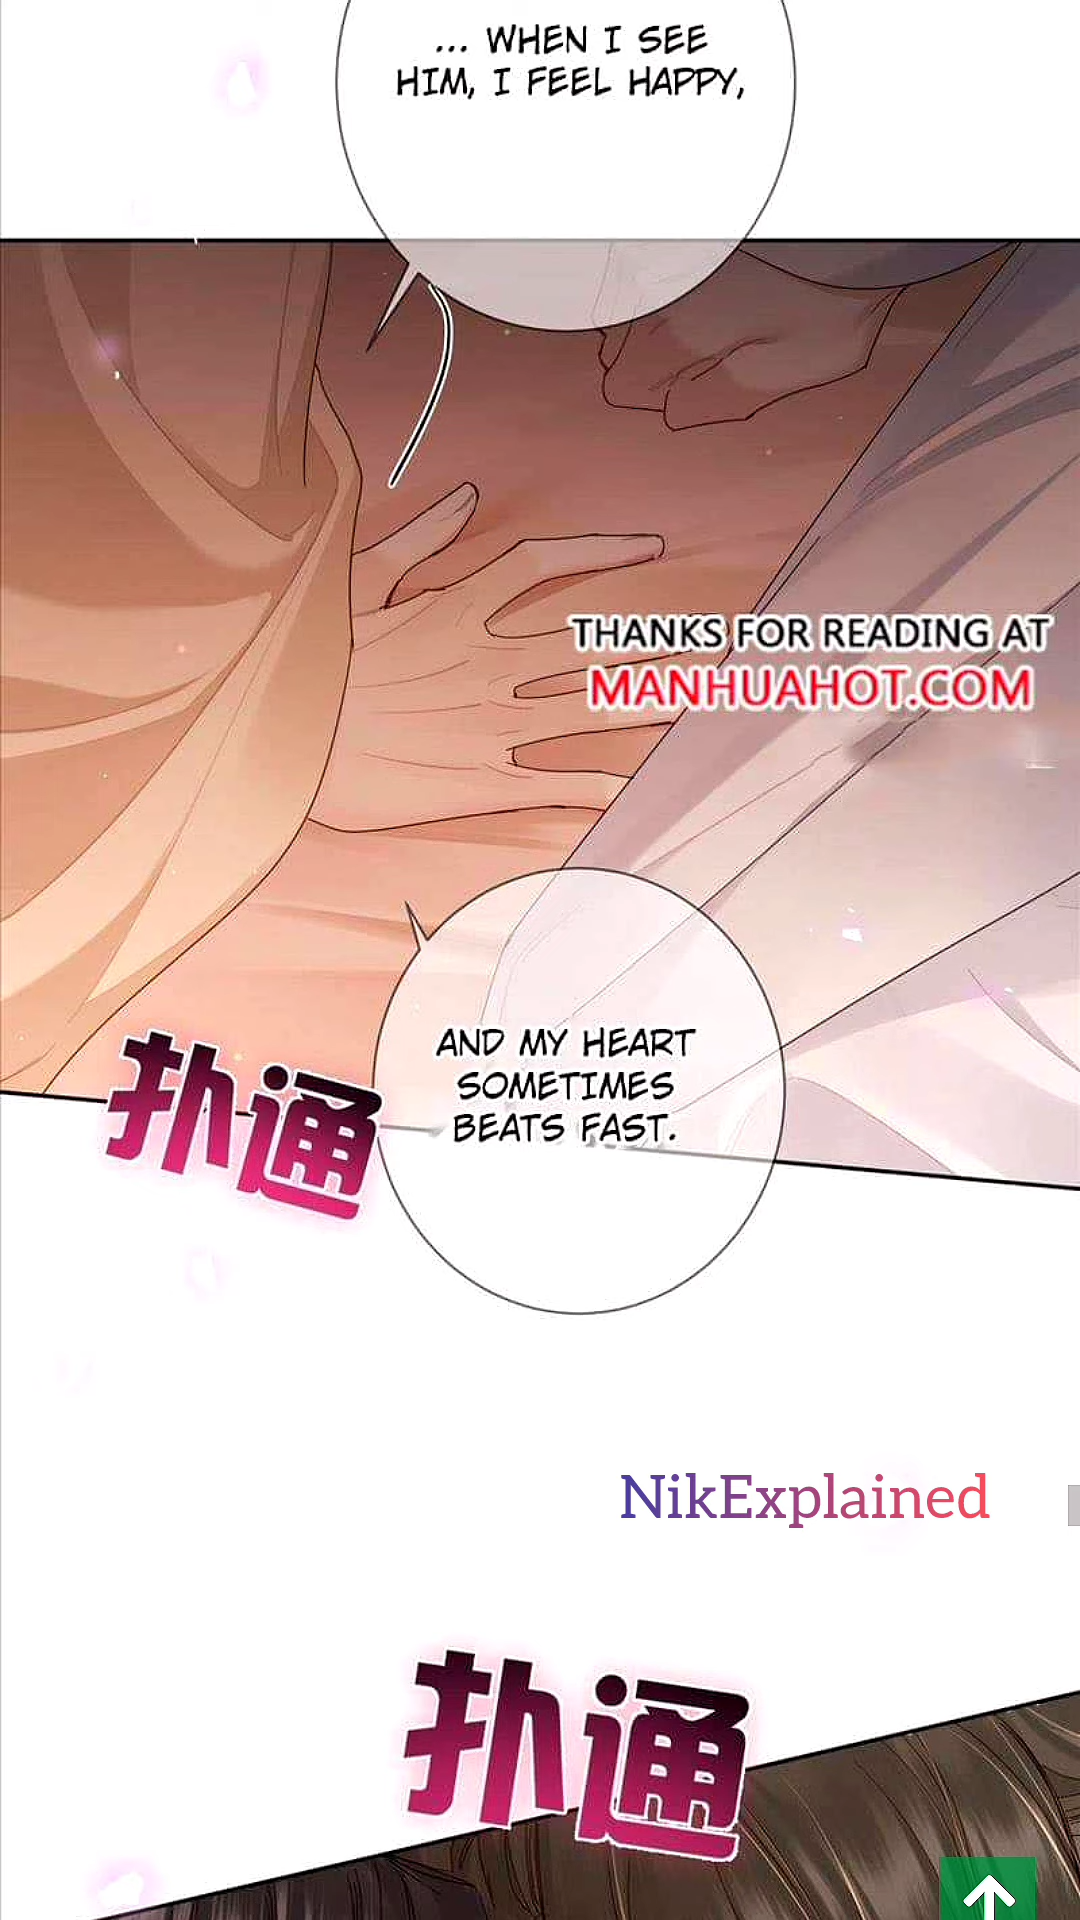 ... WHEN I SEE
HIM, I FEEL HAPPY,
THANKS FOR READING AT
MANHUAHOT.COM
AND MY HEART
SOMETIMES
BEATS FAST.
扑通
NikExplained
扑通